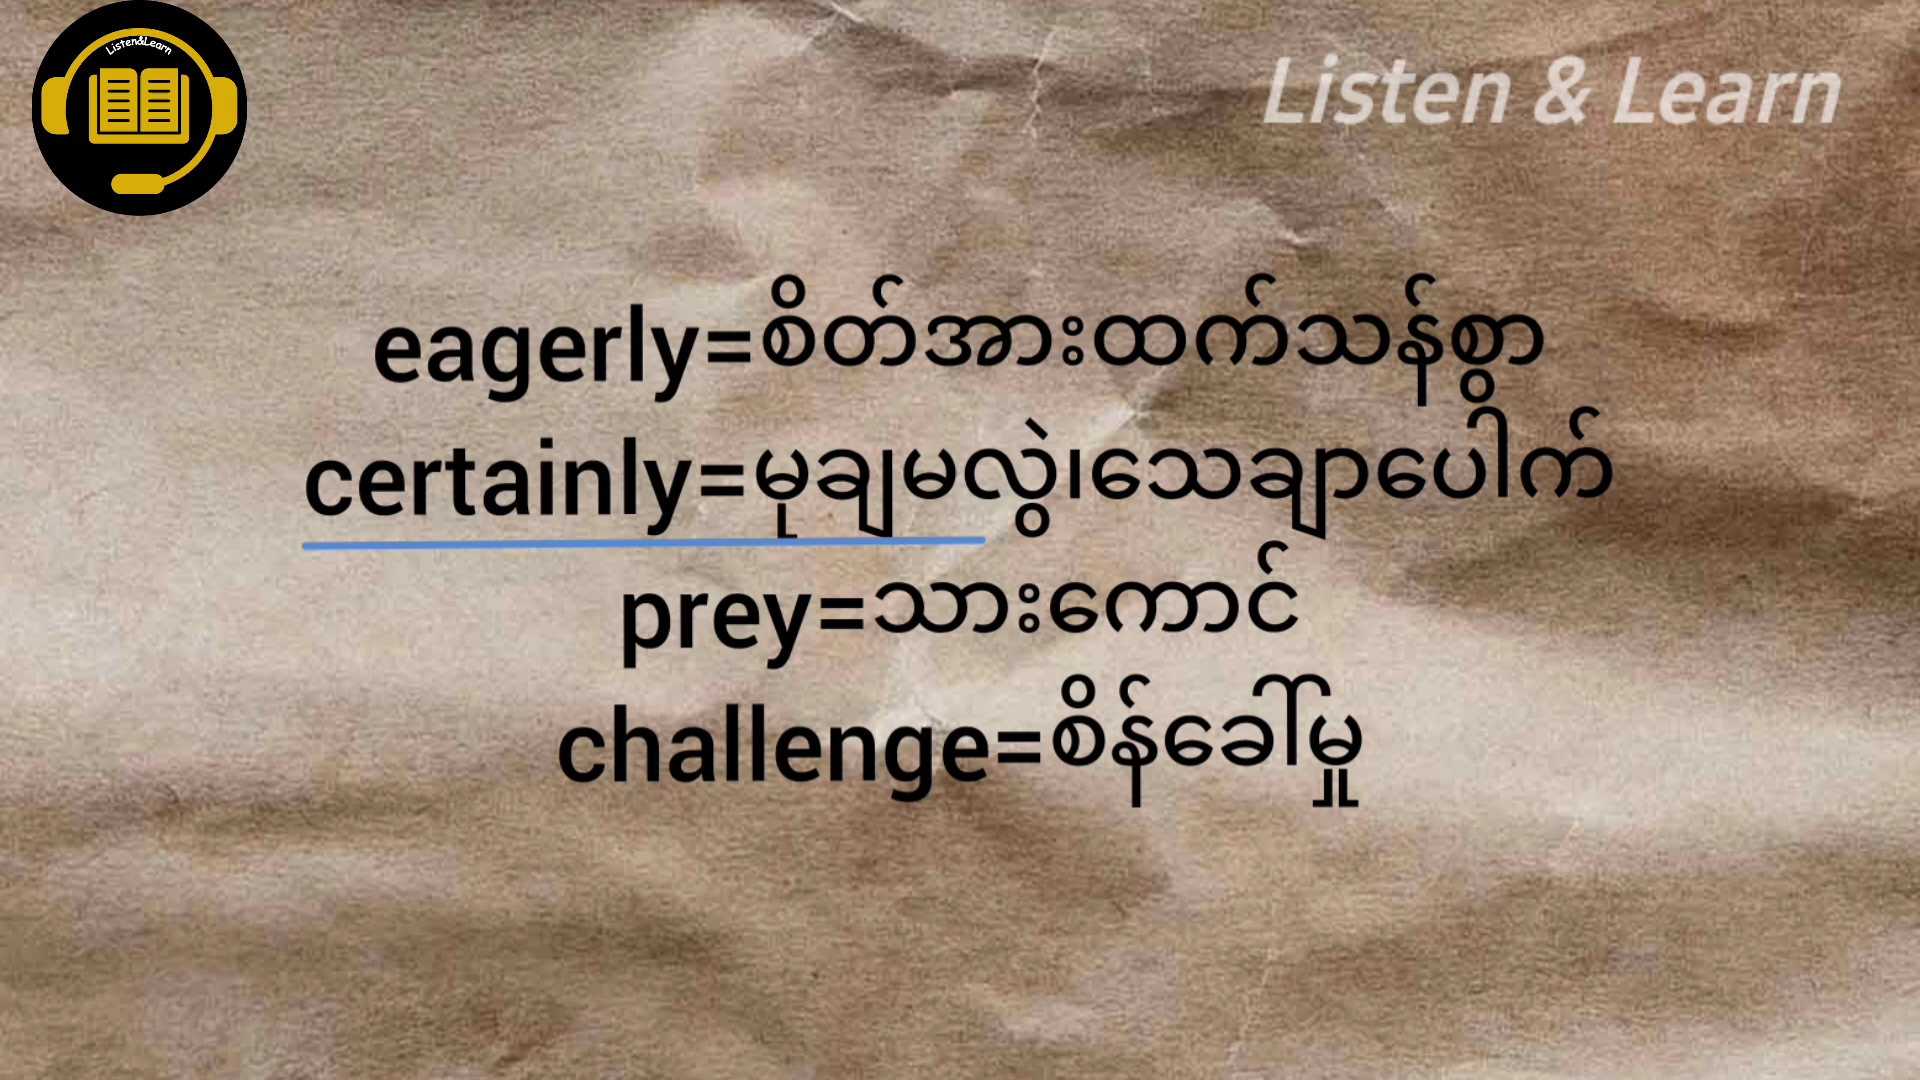 Listen&Learn
Listen & Learn
eagerly=စိတ်အားထက်သန်စွာ
certainly=မုချမလွဲ၊သေချာပေါက်
prey=သားကောင်
challenge=စိန်ခေါ်မှု